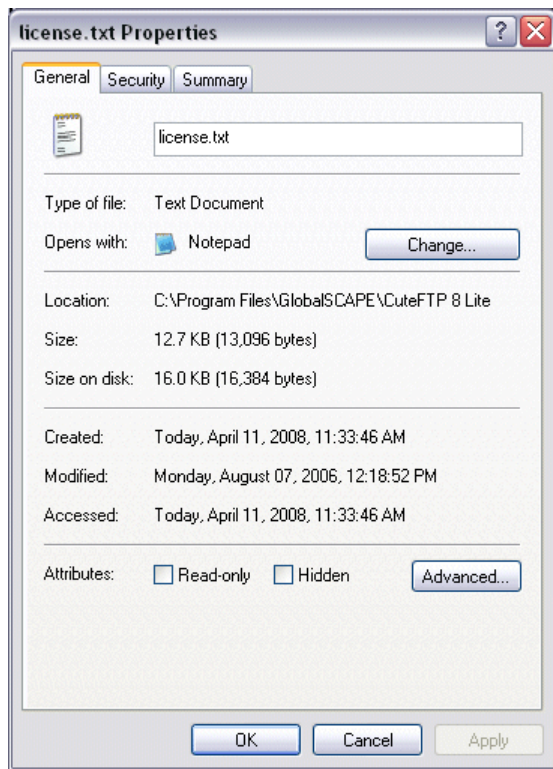 license.txt Properties
General Security Summary
license.txt
Type of file: Text Document
Opens with: Notepad Change...
Location: C:\Program Files\GlobalSCAPE\CuteFTP 8 Lite
Size: 12.7 KB (13,096 bytes)
Size on disk: 16.0 KB (16,384 bytes)
Created: Today, April 11, 2008, 11:33:46 AM
Modified: Monday, August 07, 2006, 12:18:52 PM
Accessed: Today, April 11, 2008, 11:33:46 AM
Attributes: Read-only Hidden Advanced...
OK Cancel Apply